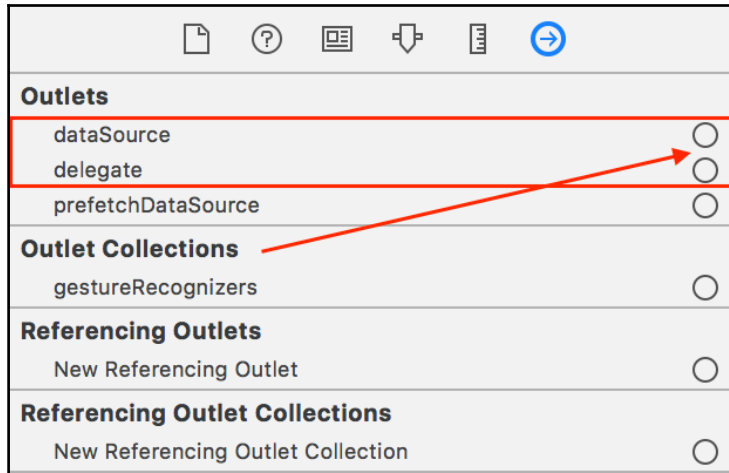 Outlets
dataSource
delegate
prefetchDataSource
Outlet Collections
gestureRecognizers
Referencing Outlets
New Referencing Outlet
Referencing Outlet Collections
New Referencing Outlet Collection